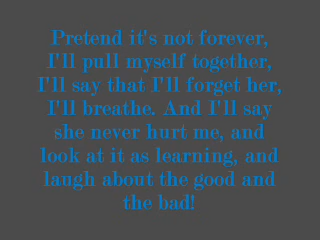 Pretend it's not forever,
I'll pull myself together,
I'll say that I'll forget her,
I'll breathe. And I'll say
she never hurt me, and
look at it as learning, and
laugh about the good and
the bad!